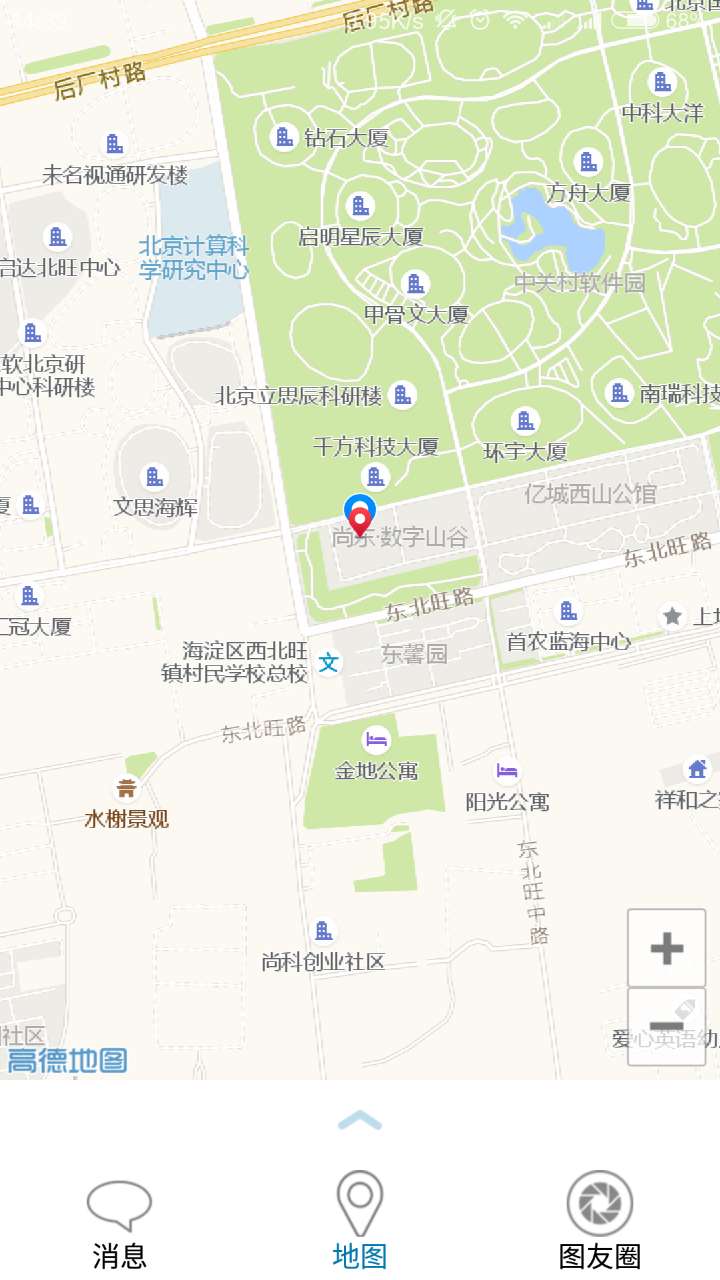 后厂村路
68%
K/s
后厂村路
中科大洋
钻石大厦
未名视通研发楼
方舟大厦
启明星辰大厦
北京计算科
学研究中心
启达北旺中心
中关村软件园
甲骨文大厦
软北京研
中心科研楼
北京立思辰科研楼
南瑞科技
千方科技大厦
环宇大厦
亿城西山公馆
文思海辉
厦
尚东·数字山谷
东北旺路
东北旺路
汇冠大厦
上地
首农蓝海中心
海淀区西北旺
镇村民学校总校
文
东馨园
东北旺路
金地公寓
阳光公寓
祥和之家
水榭景观
东北旺中路
尚科创业社区
社区
爱心英语幼
高德地图
消息
地图
图友圈